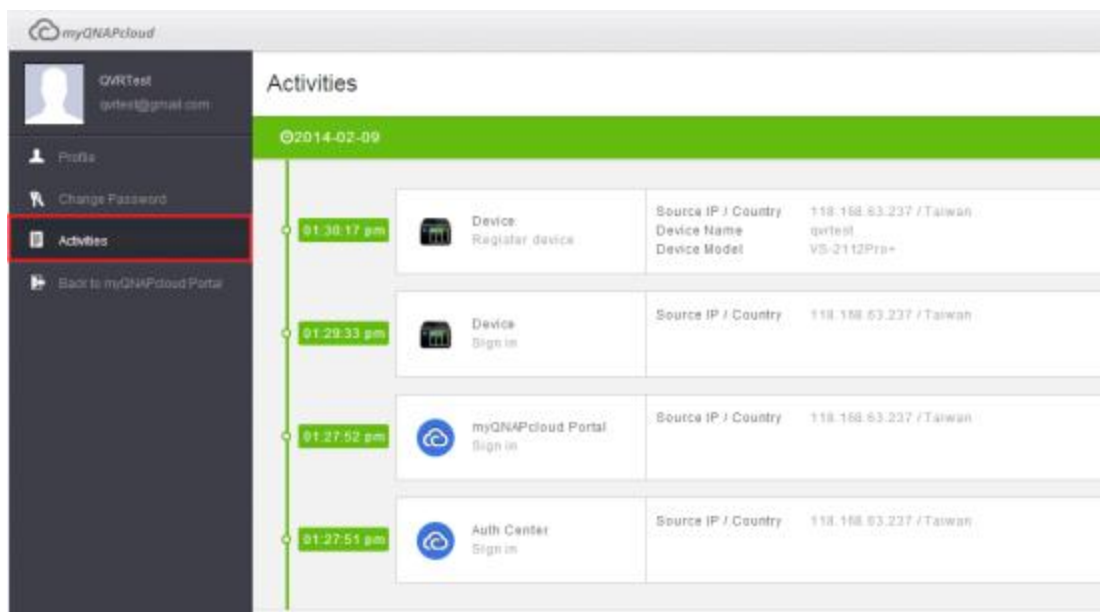 myQNAPcloud
QVRTest
qvrtest@gmail.com
Profile
Change Password
Activities
Back to myQNAPcloud Portal
Activities
2014-02-09
01:30:17 pm
Device
Register device
Source IP / Country 118.168.63.237 / Taiwan
Device Name qvrtest
Device Model VS-2112Pro+
01:29:33 pm
Device
Sign in
Source IP / Country 118.168.63.237 / Taiwan
01:27:52 pm
myQNAPcloud Portal
Sign in
Source IP / Country 118.168.63.237 / Taiwan
01:27:51 pm
Auth Center
Sign in
Source IP / Country 118.168.63.237 / Taiwan